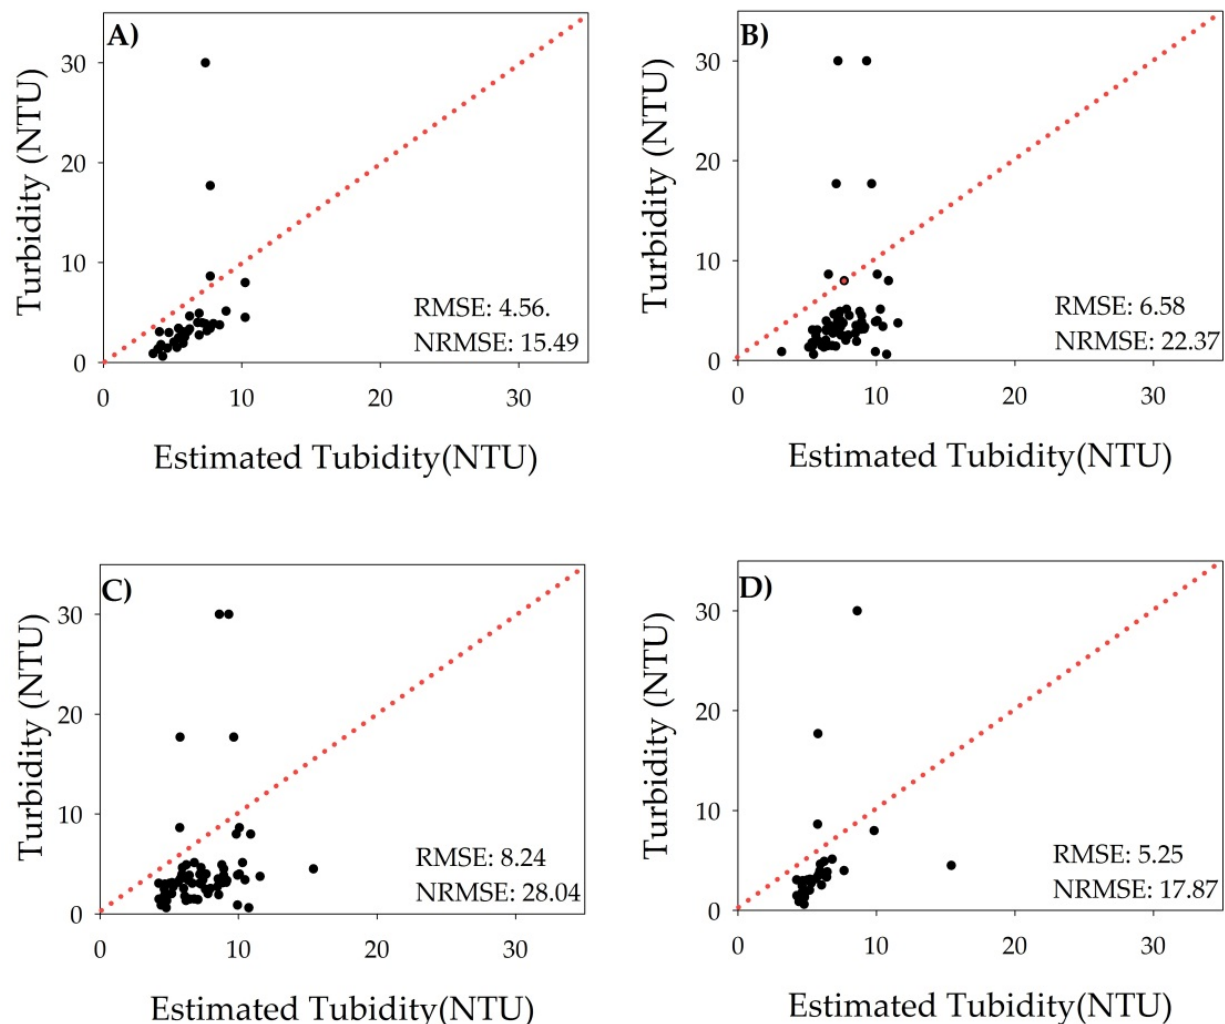 A)
Turbidity (NTU)
30
20
10
0
RMSE: 4.56.
NRMSE: 15.49
0 10 20 30
Estimated Tubidity(NTU)
B)
Turbidity (NTU)
30
20
10
0
RMSE: 6.58
NRMSE: 22.37
0 10 20 30
Estimated Tubidity(NTU)
C)
Turbidity (NTU)
30
20
10
0
RMSE: 8.24
NRMSE: 28.04
0 10 20 30
Estimated Tubidity(NTU)
D)
Turbidity (NTU)
30
20
10
0
RMSE: 5.25
NRMSE: 17.87
0 10 20 30
Estimated Tubidity(NTU)